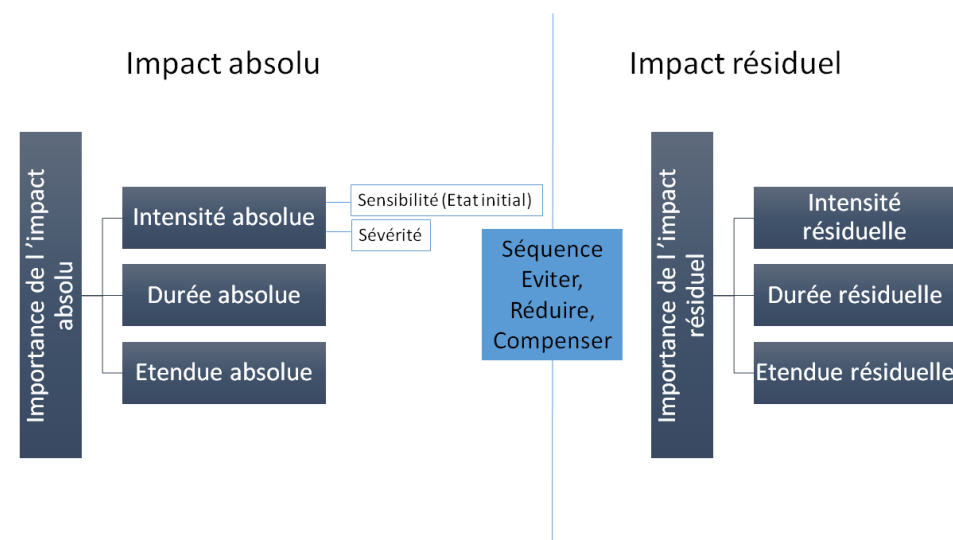 Impact absolu
Importance de l ’impact
absolu
Intensité absolue
Sensibilité (Etat initial)
Sévérité
Durée absolue
Etendue absolue
Séquence
Eviter,
Réduire,
Compenser
Impact résiduel
Importance de l ’impact
résiduel
Intensité
résiduelle
Durée résiduelle
Etendue résiduelle